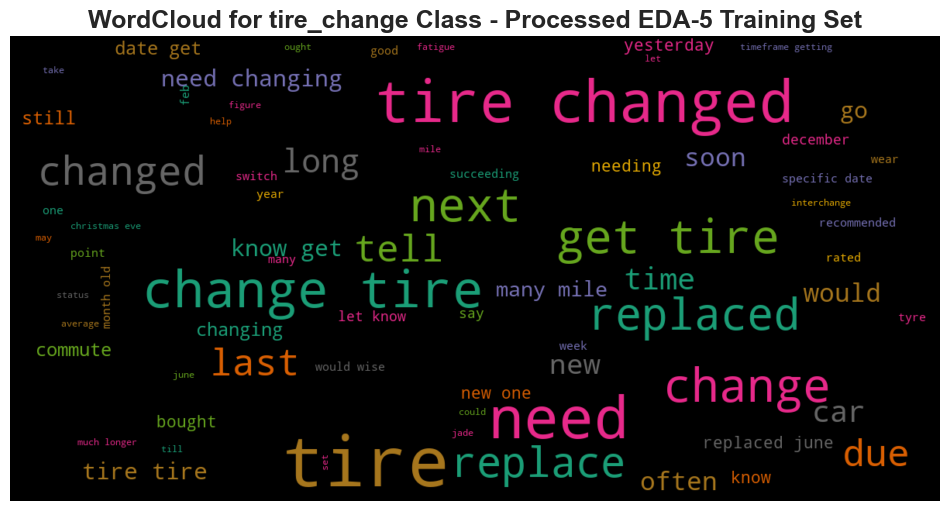 WordCloud for tire_change Class - Processed EDA-5 Training Set
date get
ought
good
fatigue
yesterday
let
timeframe getting
take
need changing
feb
figure
help
tire changed
go
still
december
changed
long
mile
switch
year
succeeding
needing
soon
wear
specific date
interchange
one
christmas eve
may
next
recommended
point
know get
many
tell
get tire
rated
month old
status
change tire
many mile
time
would
average
changing
let know
say
replaced
tyre
commute
last
would wise
week
new
june
change
new one
car
bought
could
need
jade
much longer
till
replaced june
due
tire tire
set
tire
replace
often
know